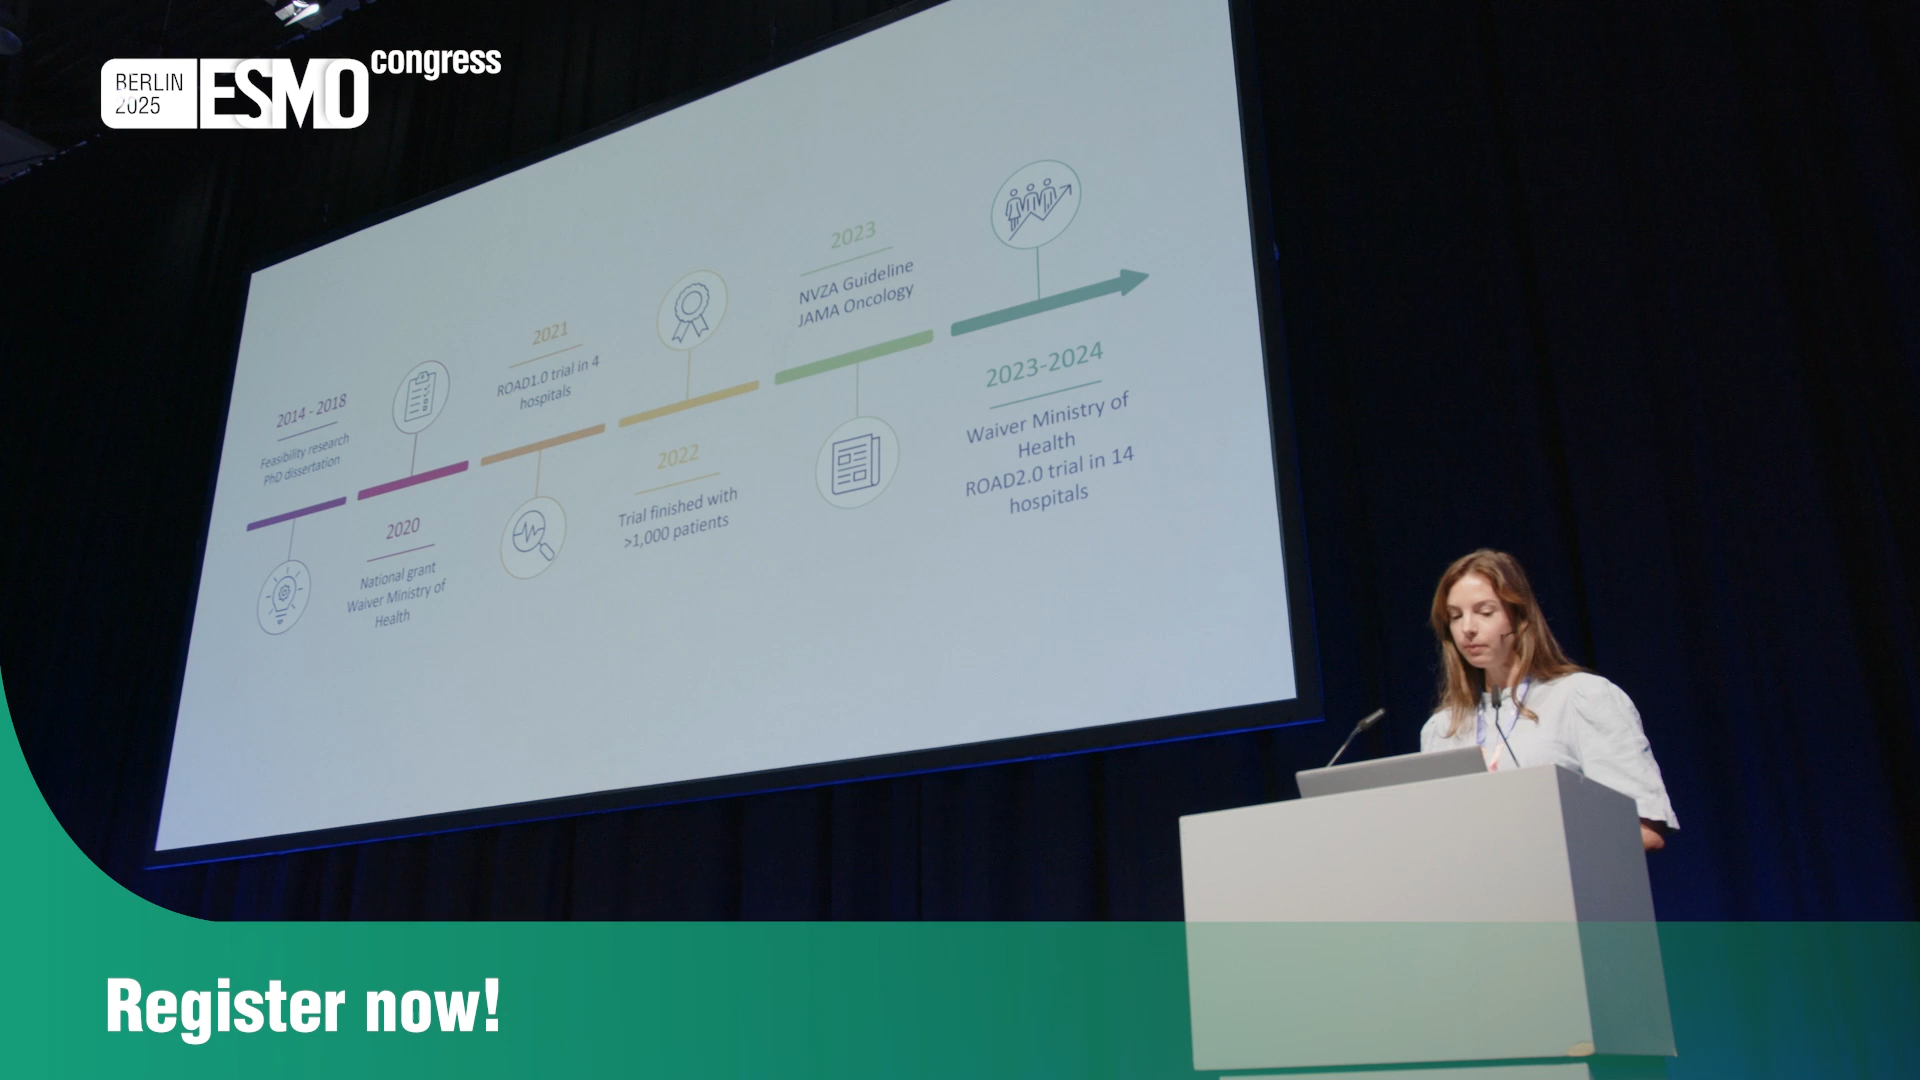 BERLIN
2025
ESMO
congress
2014 - 2018
Feasibility research
PhD dissertation
2020
National grant
Waiver Ministry of
Health
2021
ROAD1.0 trial in 4
hospitals
2022
Trial finished with
>1,000 patients
2023
NVZA Guideline
JAMA Oncology
2023-2024
Waiver Ministry of
Health
ROAD2.0 trial in 14
hospitals
Register now!